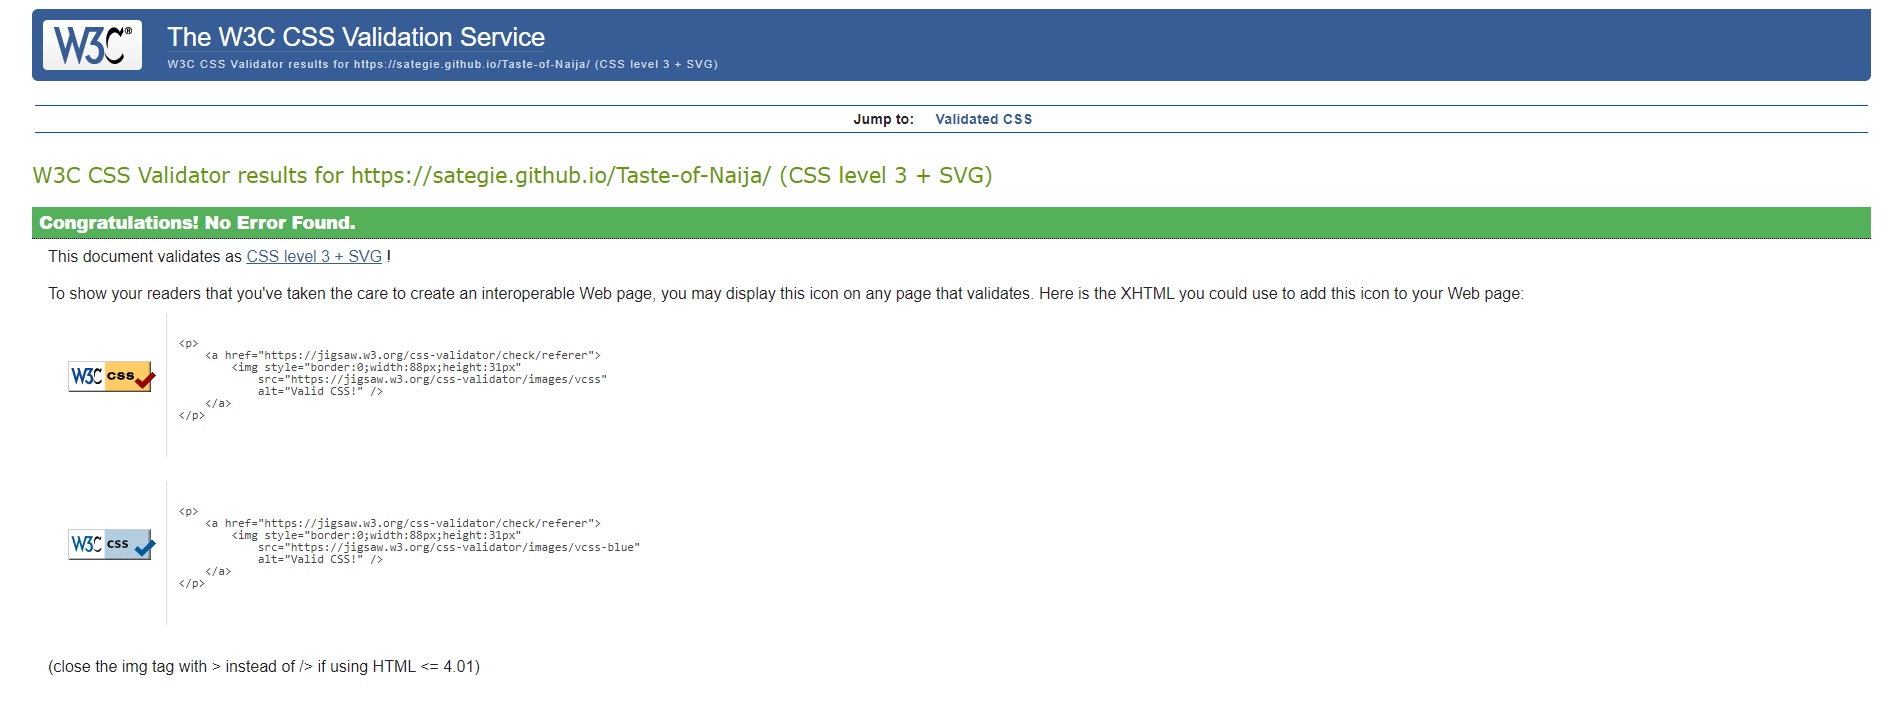 W3C®
The W3C CSS Validation Service
W3C CSS Validator results for https://sategie.github.io/Taste-of-Naija/ (CSS level 3 + SVG)
Jump to: Validated CSS
W3C CSS Validator results for https://sategie.github.io/Taste-of-Naija/ (CSS level 3 + SVG)
Congratulations! No Error Found.
This document validates as CSS level 3 + SVG !
To show your readers that you've taken the care to create an interoperable Web page, you may display this icon on any page that validates. Here is the XHTML you could use to add this icon to your Web page:
W3C css
<p>
<a href="https://jigsaw.w3.org/css-validator/check/referer">
<img style="border:0;width:88px;height:31px"
src="https://jigsaw.w3.org/css-validator/images/vcss"
alt="Valid CSS!" />
</a>
</p>
W3C css
<p>
<a href="https://jigsaw.w3.org/css-validator/check/referer">
<img style="border:0;width:88px;height:31px"
src="https://jigsaw.w3.org/css-validator/images/vcss-blue"
alt="Valid CSS!" />
</a>
</p>
(close the img tag with > instead of /> if using HTML <= 4.01)